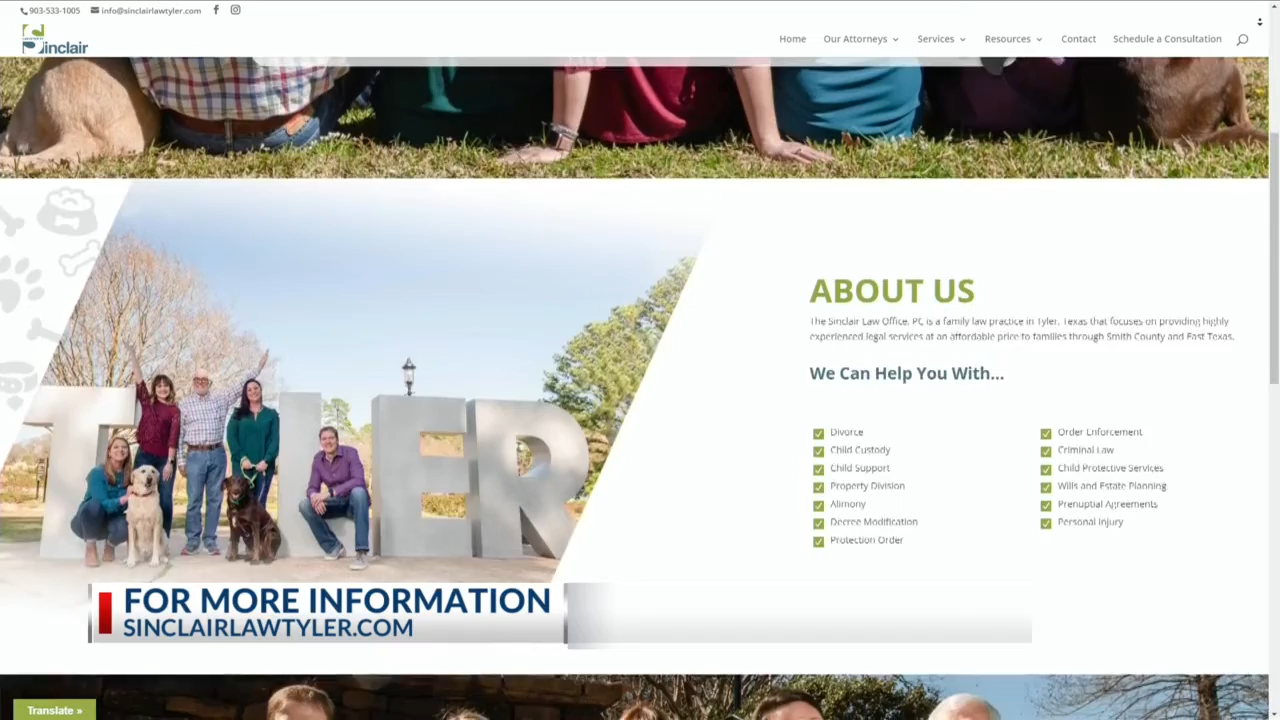 903-533-1005 info@sinclairlawtyler.com
Sinclair
Home Our Attorneys Services Resources Contact Schedule a Consultation
TYLER
ABOUT US
The Sinclair Law Office, PC is a family law practice in Tyler, Texas that focuses on providing highly
experienced legal services at an affordable price to families through Smith County and East Texas.
We Can Help You With...
Divorce
Child Custody
Child Support
Property Division
Alimony
Decree Modification
Protection Order
Order Enforcement
Criminal Law
Child Protective Services
Wills and Estate Planning
Prenuptial Agreements
Personal Injury
FOR MORE INFORMATION
SINCLAIRLAWTYLER.COM
Translate »